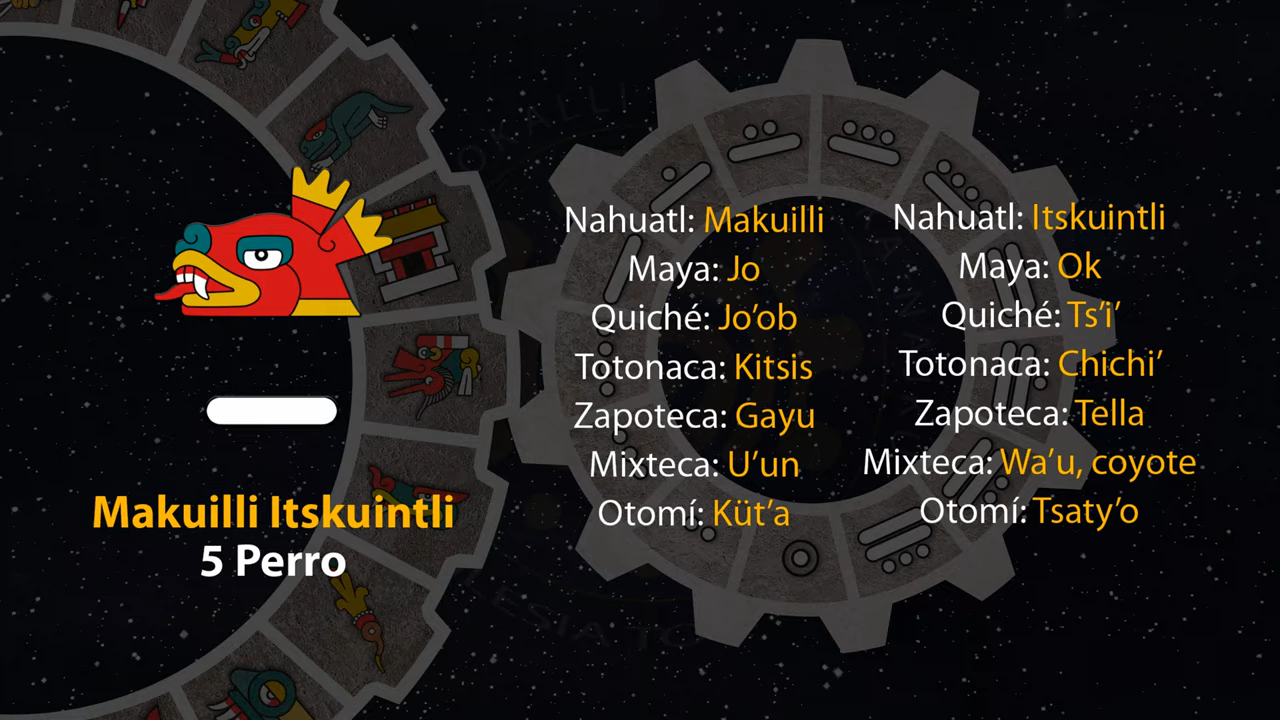 Makuilli Itskuintli
5 Perro
Nahuatl: Makuilli
Maya: Jo
Quiché: Jo’ob
Totonaca: Kitsis
Zapoteca: Gayu
Mixteca: U’un
Otomí: Küt’a
Nahuatl: Itskuintli
Maya: Ok
Quiché: Ts’i’
Totonaca: Chichi’
Zapoteca: Tella
Mixteca: Wa’u, coyote
Otomí: Tsaty’o